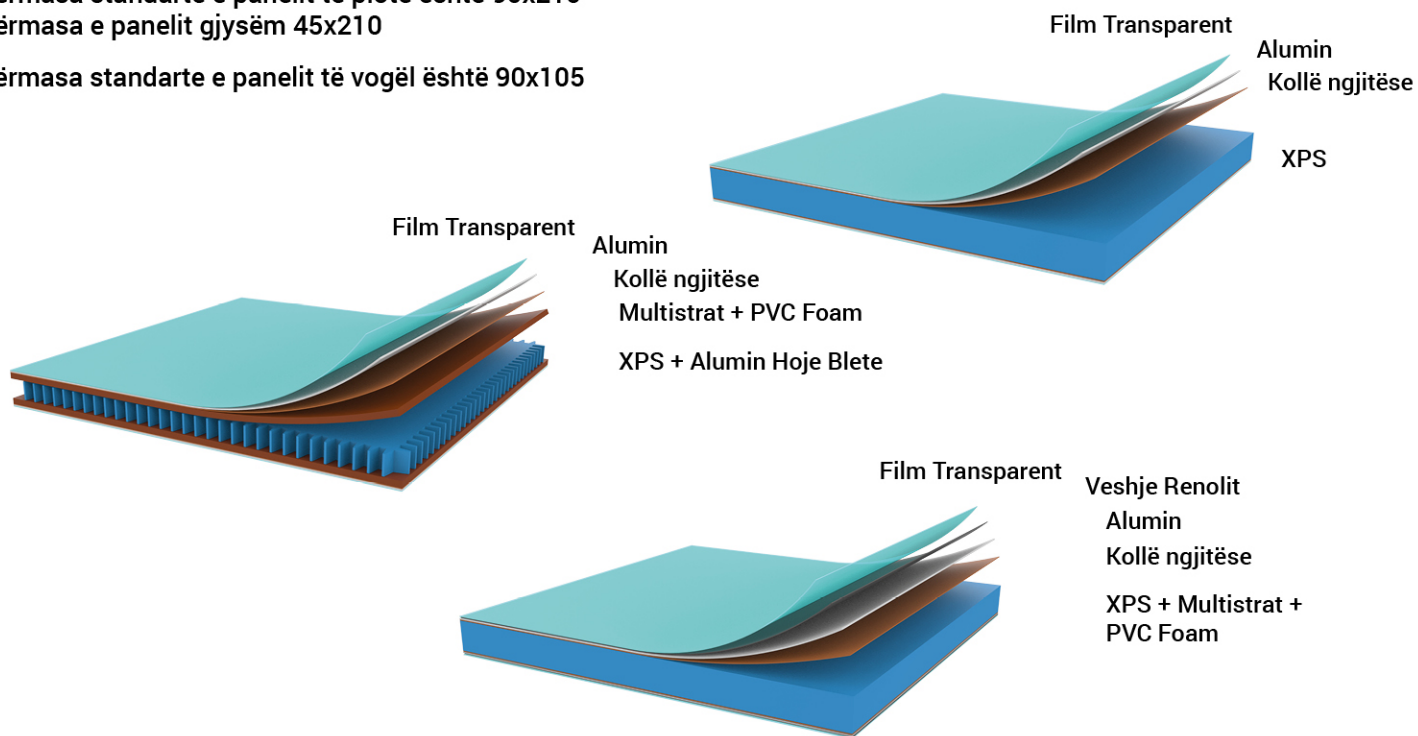 ërmasa e panelit gjysëm 45x210
ërmasa standarte e panelit të vogël është 90x105
Film Transparent
Alumin
Kollë ngjitëse
XPS
Film Transparent
Alumin
Kollë ngjitëse
Multistrat + PVC Foam
XPS + Alumin Hoje Blete
Film Transparent
Veshje Renolit
Alumin
Kollë ngjitëse
XPS + Multistrat +
PVC Foam